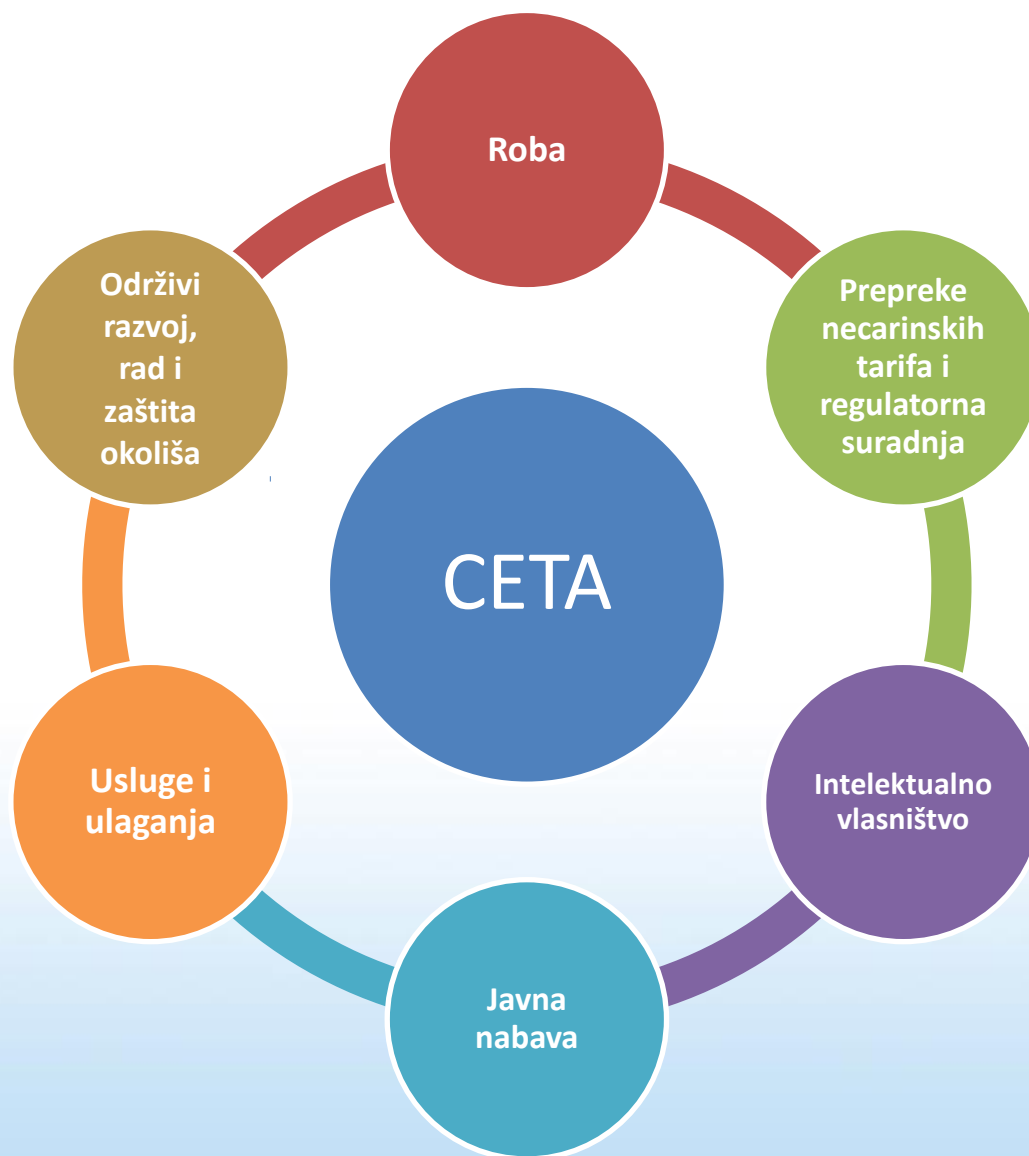 Roba
Prepreke
necarinskih
tarifa i
regulatorna
suradnja
Intelektualno
vlasništvo
Javna
nabava
Usluge i
ulaganja
Održivi
razvoj,
rad i
zaštita
okoliša
CETA